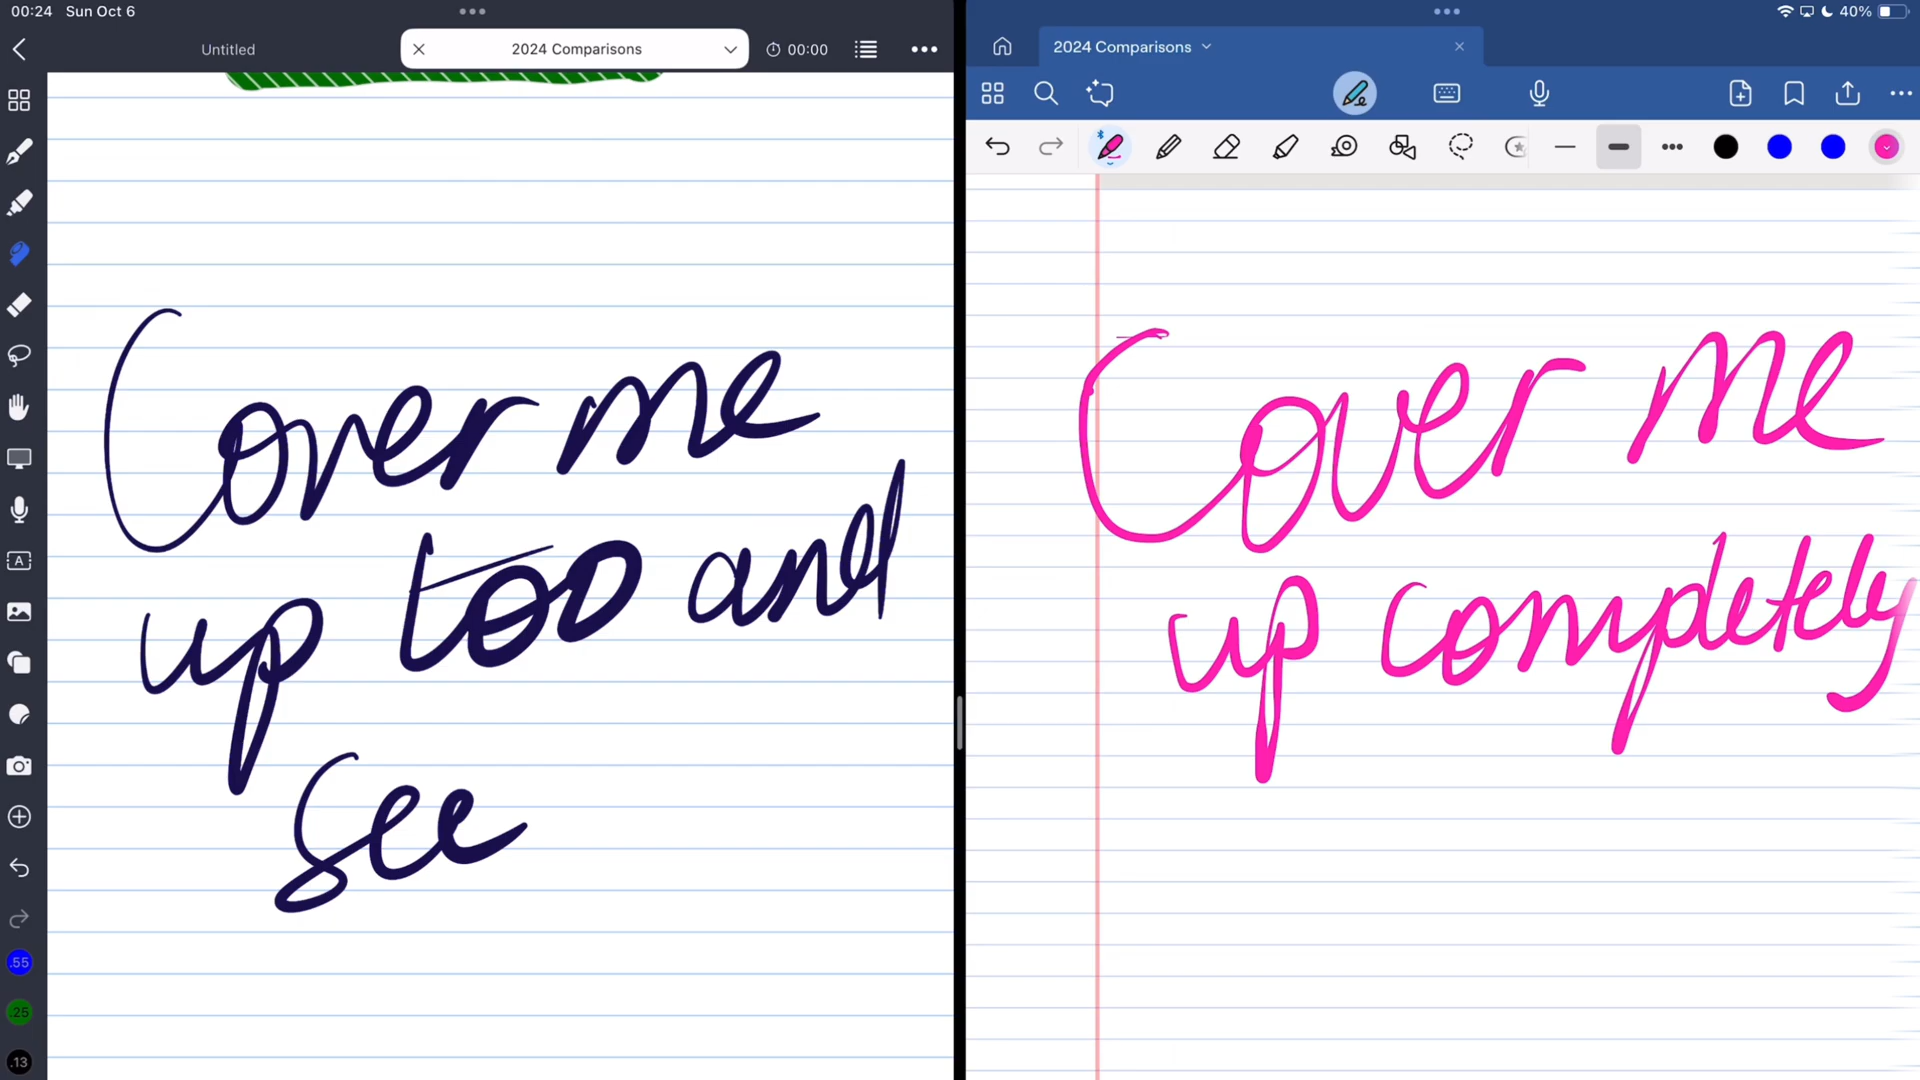 00:24 Sun Oct 6
Untitled
2024 Comparisons
00:00
A
.55
.25
.13
Cover me
up too and
see
40%
2024 Comparisons
Cover me
up completely